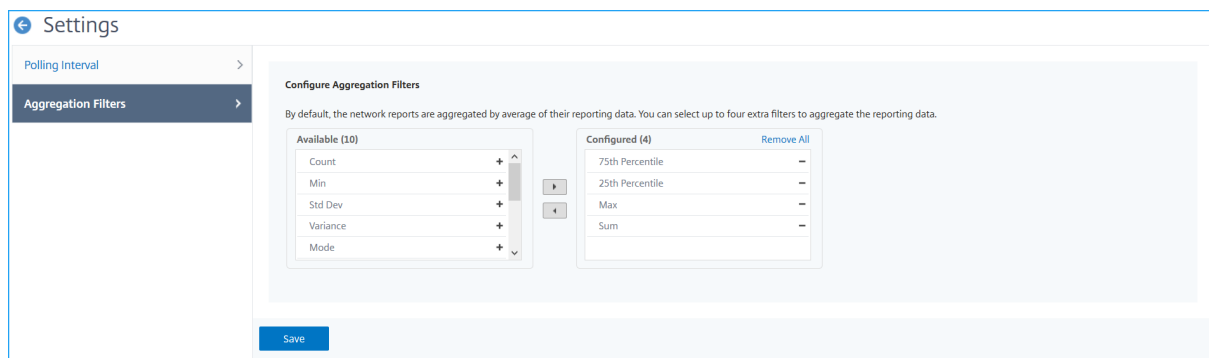 Settings
Polling Interval
Aggregation Filters
Configure Aggregation Filters
By default, the network reports are aggregated by average of their reporting data. You can select up to four extra filters to aggregate the reporting data.
Available (10)
Count
Min
Std Dev
Variance
Mode
Configured (4) Remove All
75th Percentile
25th Percentile
Max
Sum
Save